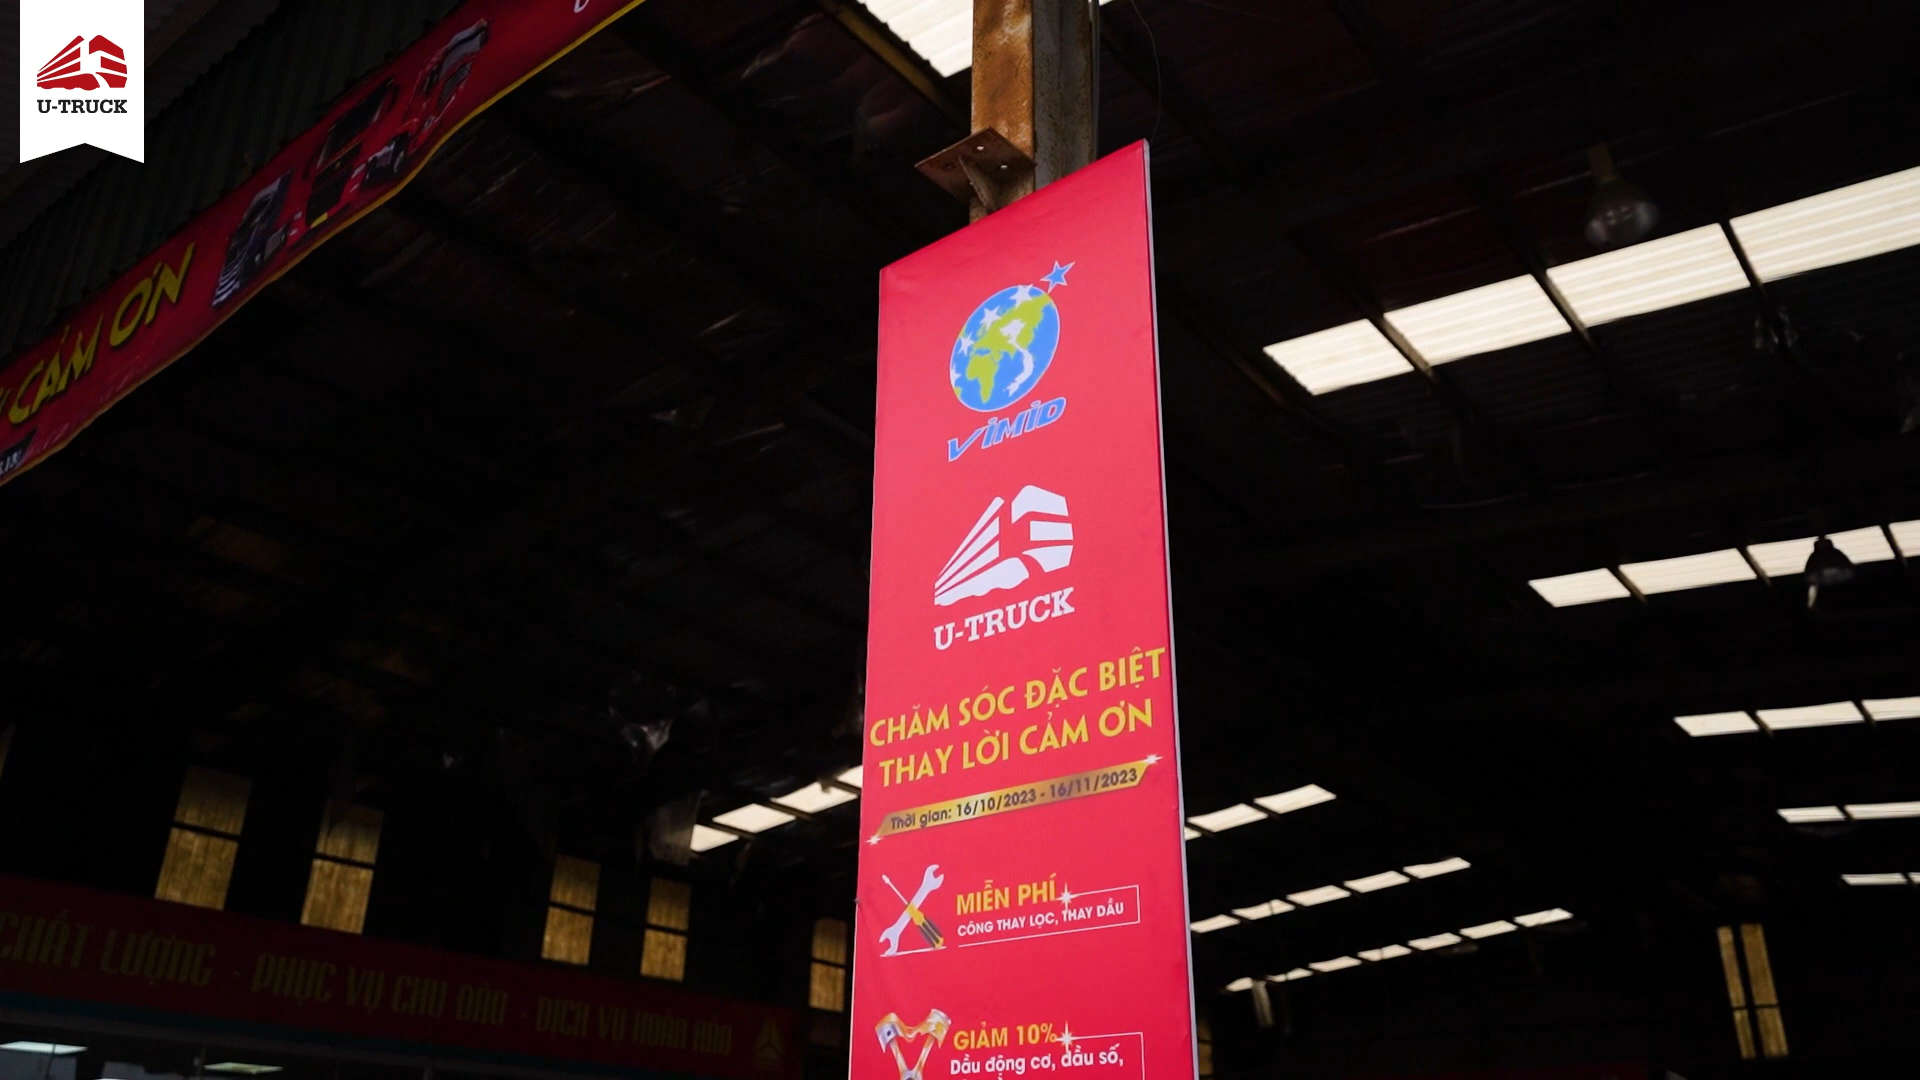 U-TRUCK
CẢM ƠN
ViMiD
U-TRUCK
CHĂM SÓC ĐẶC BIỆT
THAY LỜI CẢM ƠN
Thời gian: 16/10/2023 - 16/11/2023
MIỄN PHÍ
CÔNG THAY LỌC, THAY DẦU
GIẢM 10%
Dầu động cơ, dầu số,
CHẤT LƯỢNG - PHỤC VỤ CHU ĐÁO - DỊCH VỤ HOÀN HẢO